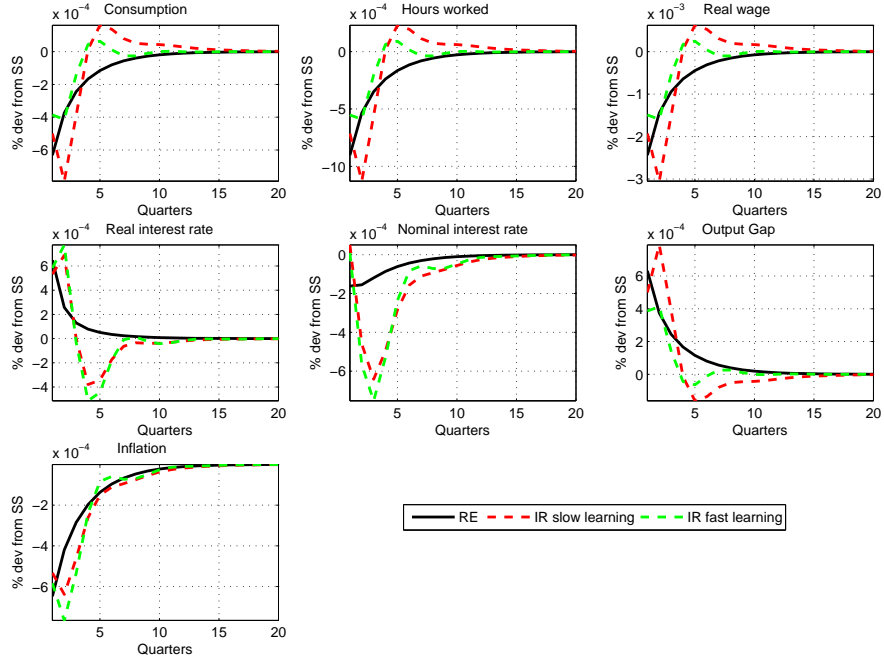 Consumption
x 10^-4
% dev from SS
0
−2
−4
−6
5 10 15 20
Quarters
Hours worked
x 10^-4
% dev from SS
0
−5
−10
5 10 15 20
Quarters
Real wage
x 10^-3
% dev from SS
0
−1
−2
−3
5 10 15 20
Quarters
Real interest rate
x 10^-4
% dev from SS
6
4
2
0
−2
−4
5 10 15 20
Quarters
Nominal interest rate
x 10^-4
% dev from SS
0
−2
−4
−6
5 10 15 20
Quarters
Output Gap
x 10^-4
% dev from SS
6
4
2
0
5 10 15 20
Quarters
Inflation
x 10^-4
% dev from SS
−2
−4
−6
5 10 15 20
Quarters
RE IR slow learning IR fast learning